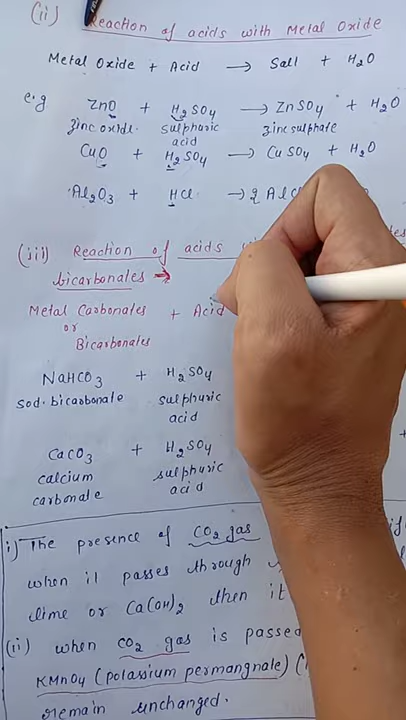 (ii) Reaction of acids with Metal Oxide
Metal Oxide + Acid → Salt + H2O
e.g ZnO + H2SO4 → ZnSO4 + H2O
zinc oxide. sulphuric acid zinc sulphate
CuO + H2SO4 → CuSO4 + H2O
Al2O3 + HCl → 2 AlC
(iii) Reaction of acids
bicarbonates →
Metal Carbonates or Bicarbonates + Acid
NaHCO3 + H2SO4
sod. bicarbonate sulphuric acid
CaCO3 + H2SO4
calcium carbonate sulphuric acid
i) The presence of CO2 gas
when it passes through
lime or Ca(OH)2 then it
(ii) when CO2 gas is passed
KMnO4 (potassium permangnate)
remain unchanged.